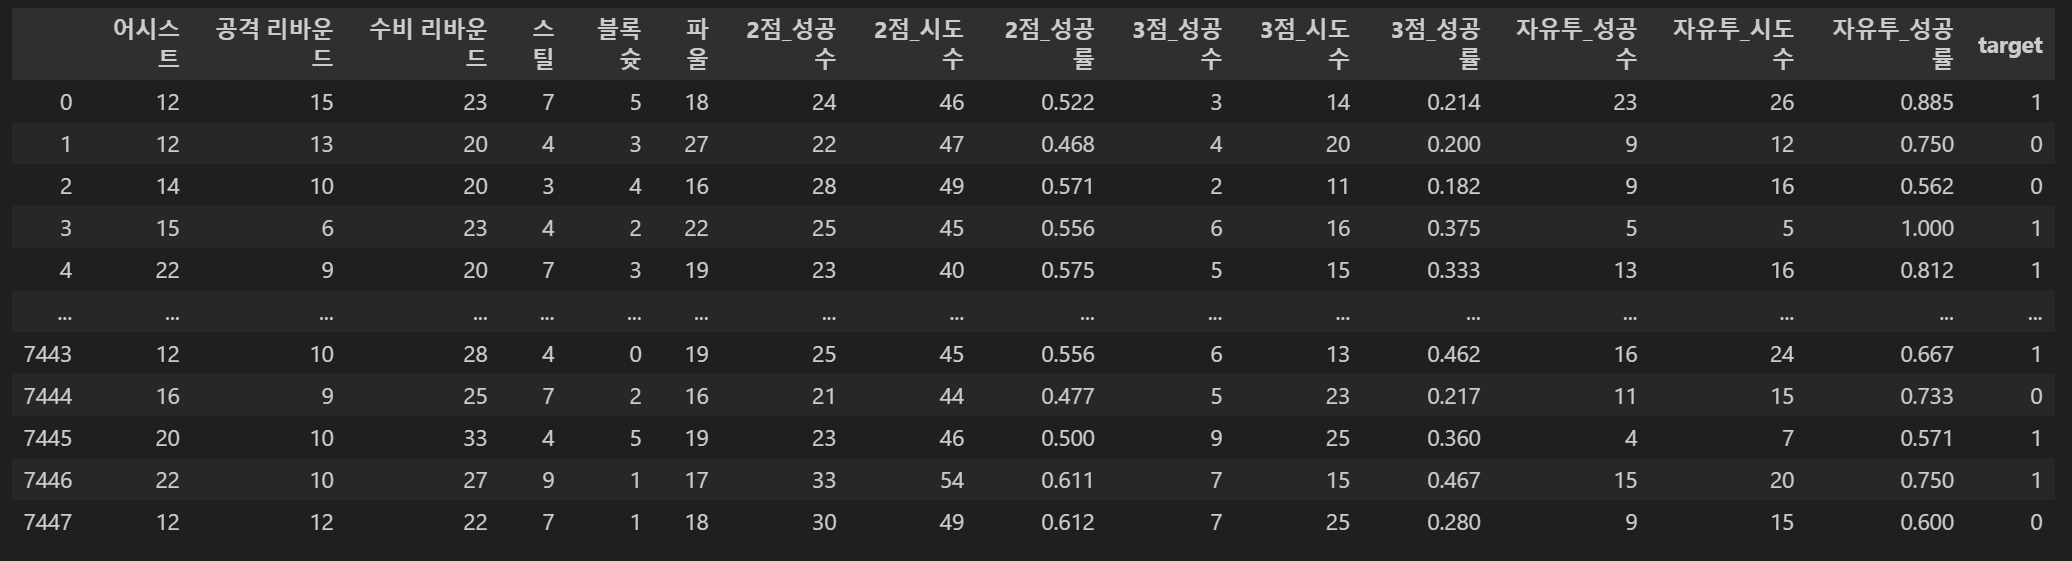 어시스트 공격 리바운드 수비 리바운드 스틸 블록슛 파울 2점_성공수 2점_시도수 2점_성공률 3점_성공수 3점_시도수 3점_성공률 자유투_성공수 자유투_시도수 자유투_성공률 target
0 12 15 23 7 5 18 24 46 0.522 3 14 0.214 23 26 0.885 1
1 12 13 20 4 3 27 22 47 0.468 4 20 0.200 9 12 0.750 0
2 14 10 20 3 4 16 28 49 0.571 2 11 0.182 9 16 0.562 0
3 15 6 23 4 2 22 25 45 0.556 6 16 0.375 5 5 1.000 1
4 22 9 20 7 3 19 23 40 0.575 5 15 0.333 13 16 0.812 1
... ... ... ... ... ... ... ... ... ... ... ... ... ... ... ... ...
7443 12 10 28 4 0 19 25 45 0.556 6 13 0.462 16 24 0.667 1
7444 16 9 25 7 2 16 21 44 0.477 5 23 0.217 11 15 0.733 0
7445 20 10 33 4 5 19 23 46 0.500 9 25 0.360 4 7 0.571 1
7446 22 10 27 9 1 17 33 54 0.611 7 15 0.467 15 20 0.750 1
7447 12 12 22 7 1 18 30 49 0.612 7 25 0.280 9 15 0.600 0